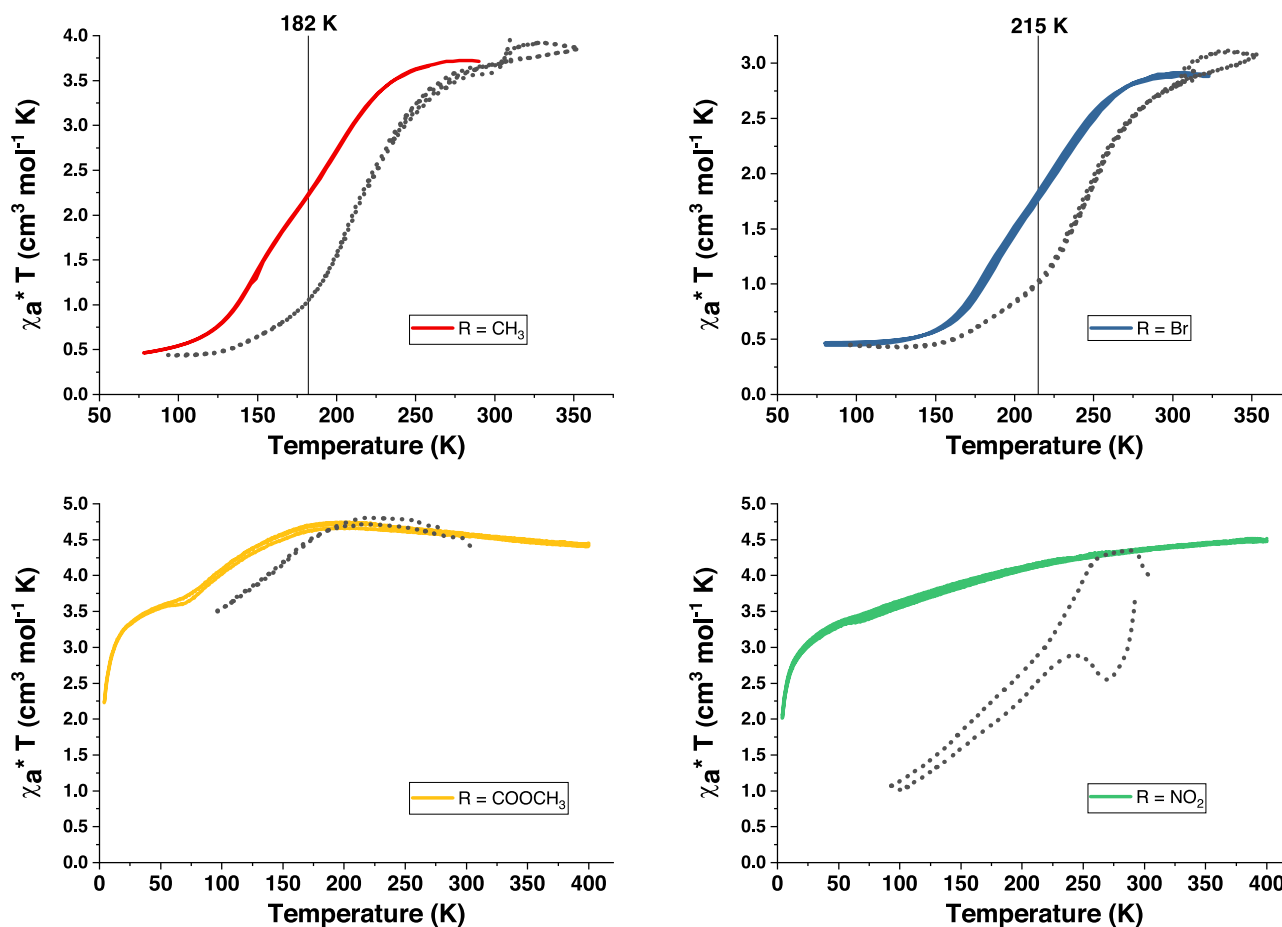 182 K
215 K
χa* T (cm³ mol⁻¹ K)
4.0
3.5
3.0
2.5
2.0
1.5
1.0
0.5
0.0
R = CH₃
50 100 150 200 250 300 350
Temperature (K)
χa* T (cm³ mol⁻¹ K)
3.0
2.5
2.0
1.5
1.0
0.5
0.0
R = Br
50 100 150 200 250 300 350
Temperature (K)
χa* T (cm³ mol⁻¹ K)
5.0
4.5
4.0
3.5
3.0
2.5
2.0
1.5
1.0
0.5
0.0
R = COOCH₃
0 50 100 150 200 250 300 350 400
Temperature (K)
χa* T (cm³ mol⁻¹ K)
5.0
4.5
4.0
3.5
3.0
2.5
2.0
1.5
1.0
0.5
0.0
R = NO₂
0 50 100 150 200 250 300 350 400
Temperature (K)